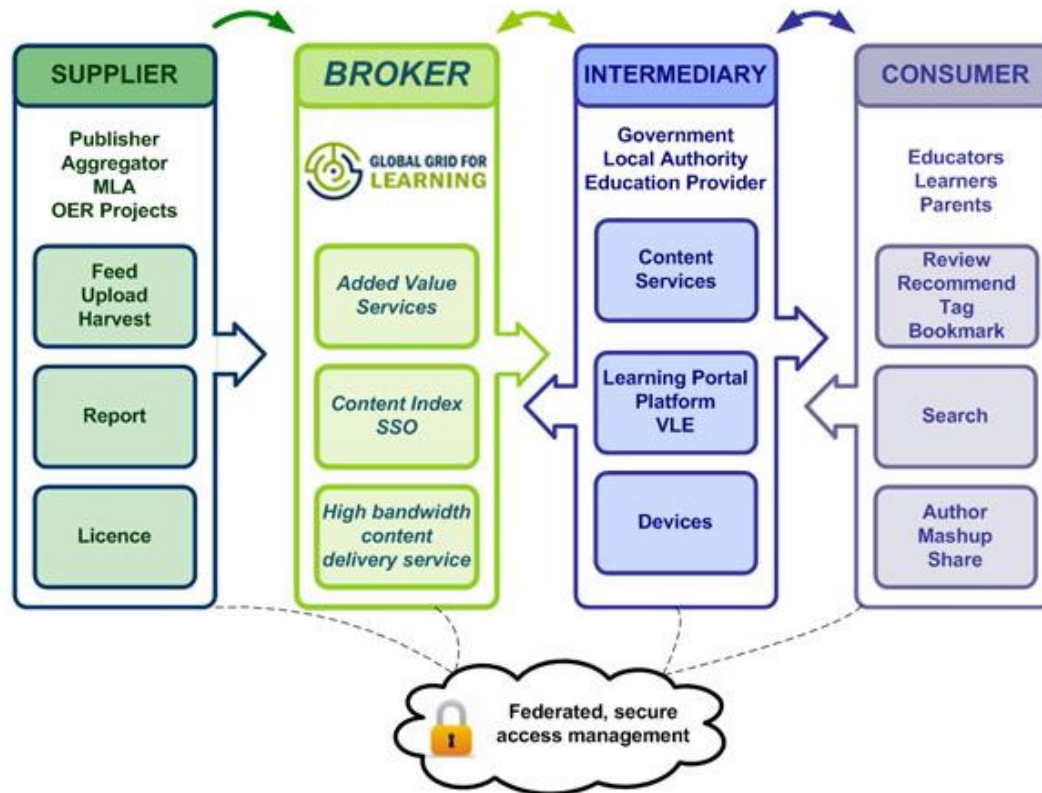 SUPPLIER
Publisher
Aggregator
MLA
OER Projects
Feed
Upload
Harvest
Report
Licence
BROKER
GLOBAL GRID FOR
LEARNING
Added Value
Services
Content Index
SSO
High bandwidth
content
delivery service
INTERMEDIARY
Government
Local Authority
Education Provider
Content
Services
Learning Portal
Platform
VLE
Devices
CONSUMER
Educators
Learners
Parents
Review
Recommend
Tag
Bookmark
Search
Author
Mashup
Share
Federated, secure
access management